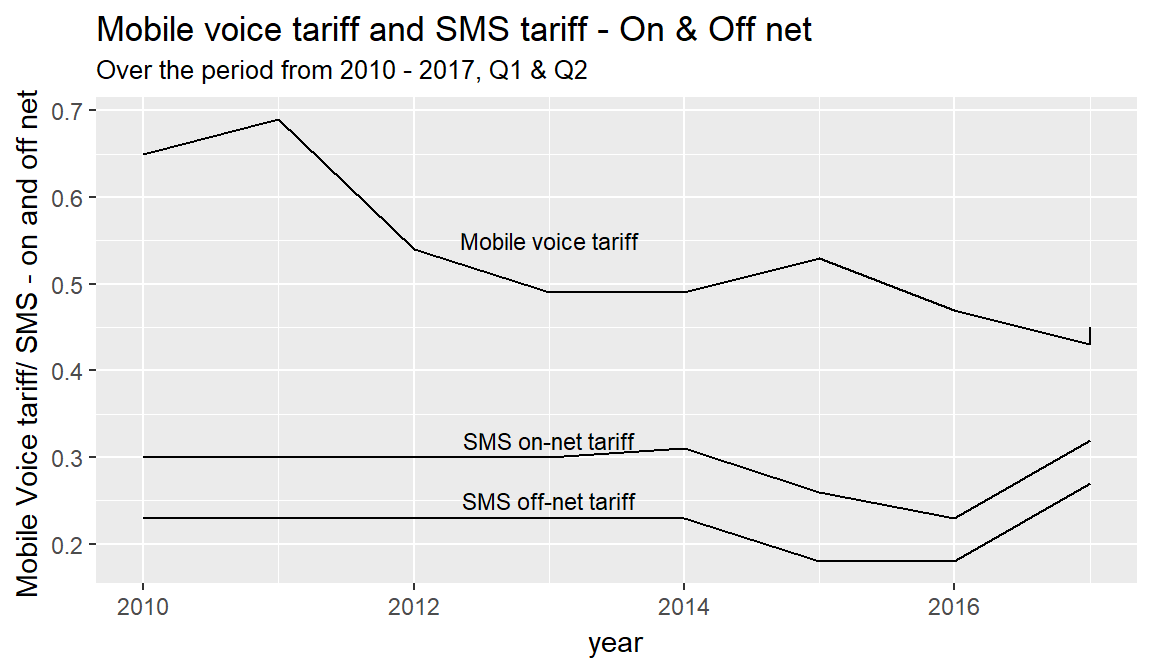 Mobile voice tariff and SMS tariff - On & Off net
Over the period from 2010 - 2017, Q1 & Q2
Mobile Voice tariff/ SMS - on and off net
0.7
0.6
0.5
0.4
0.3
0.2
Mobile voice tariff
SMS on-net tariff
SMS off-net tariff
2010
2012
2014
2016
year